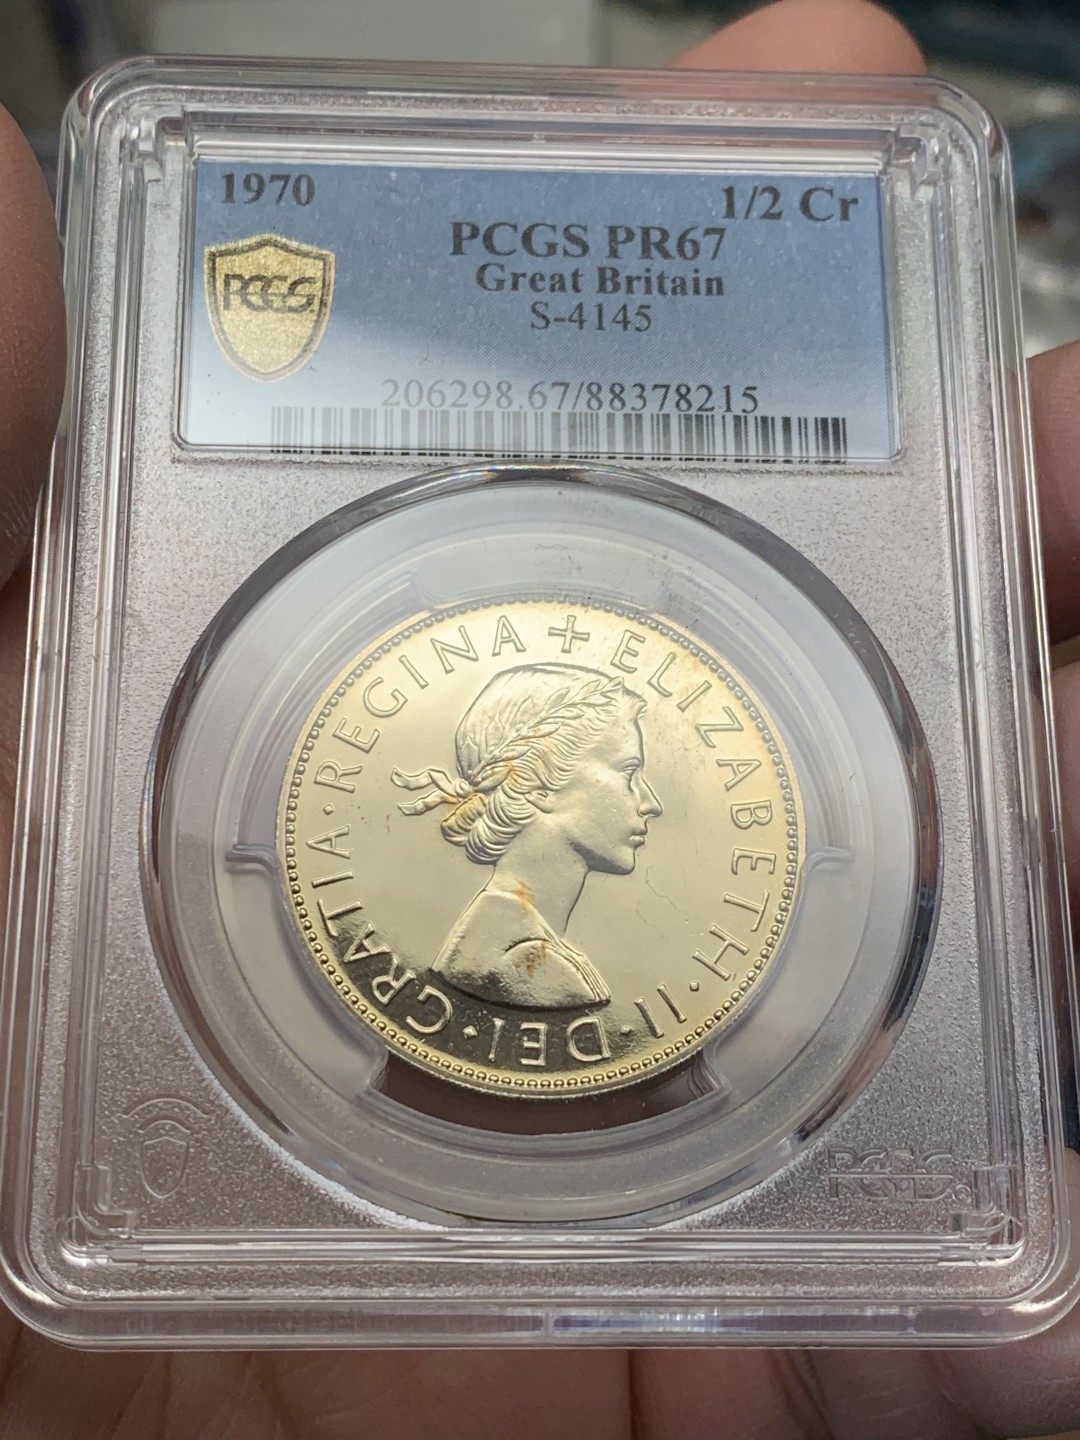 1970
1/2 Cr
PCGS PR67
Great Britain
S-4145
PCGS
206298.67/88378215
ELIZABETH · II · DEI · GRATIA · REGINA +
PCGS